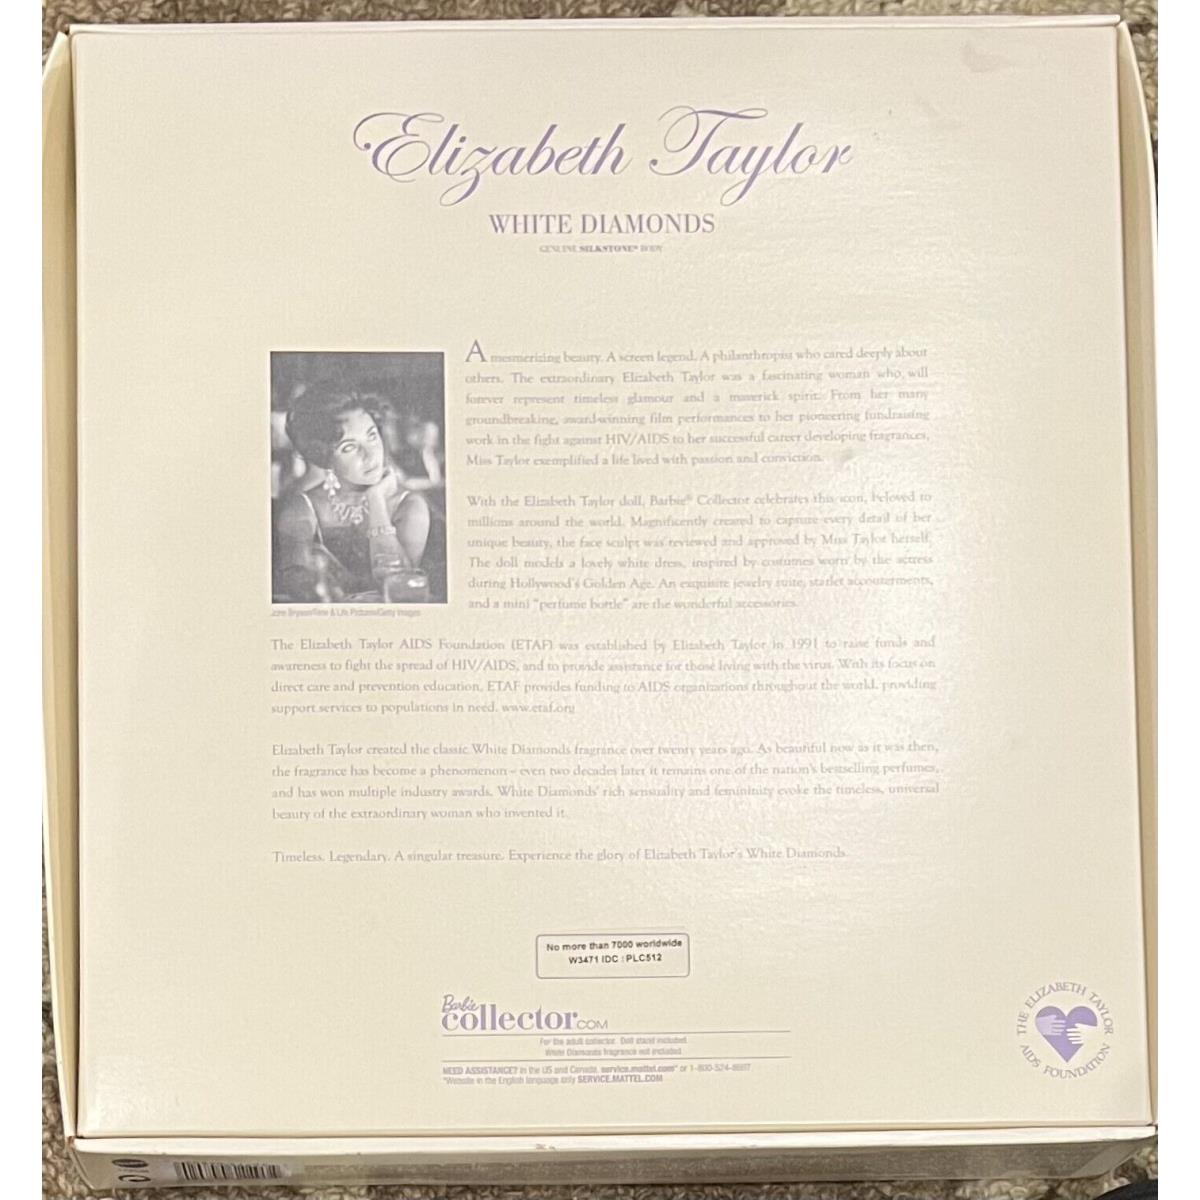 Elizabeth Taylor
WHITE DIAMONDS
GENUINE SILKSTONE® BODY
A mesmerizing beauty. A screen legend. A philanthropist who cared deeply about
others. The extraordinary Elizabeth Taylor was a fascinating woman who will
forever represent timeless glamour and a maverick spirit. From her many
groundbreaking, award-winning film performances to her pioneering fundraising
work in the fight against HIV/AIDS to her successful career developing fragrances,
Miss Taylor exemplified a life lived with passion and conviction.
With the Elizabeth Taylor doll, Barbie® Collector celebrates this icon, beloved to
millions around the world. Magnificently created to capture every detail of her
unique beauty, the face sculpt was reviewed and approved by Miss Taylor herself.
The doll models a lovely white dress, inspired by costumes worn by the actress
during Hollywood's Golden Age. An exquisite jewelry suite, starlet accouterments,
and a mini "perfume bottle" are the wonderful accessories.
John Bryson/Time & Life Pictures/Getty Images
The Elizabeth Taylor AIDS Foundation (ETAF) was established by Elizabeth Taylor in 1991 to raise funds and
awareness to fight the spread of HIV/AIDS, and to provide assistance for those living with the virus. With its focus on
direct care and prevention education, ETAF provides funding to AIDS organizations throughout the world, providing
support services to populations in need. www.etaf.org
Elizabeth Taylor created the classic White Diamonds fragrance over twenty years ago. As beautiful now as it was then,
the fragrance has become a phenomenon – even two decades later it remains one of the nation's bestselling perfumes,
and has won multiple industry awards. White Diamonds' rich sensuality and femininity evoke the timeless, universal
beauty of the extraordinary woman who invented it.
Timeless. Legendary. A singular treasure. Experience the glory of Elizabeth Taylor's White Diamonds.
No more than 7000 worldwide
W3471 IDC : PLC512
Barbie
collector.COM
For the adult collector. Doll stand included.
White Diamonds fragrance not included.
NEED ASSISTANCE? In the US and Canada, service.mattel.com* or 1-800-524-8697.
*Website in the English language only SERVICE.MATTEL.COM
THE ELIZABETH TAYLOR
AIDS FOUNDATION